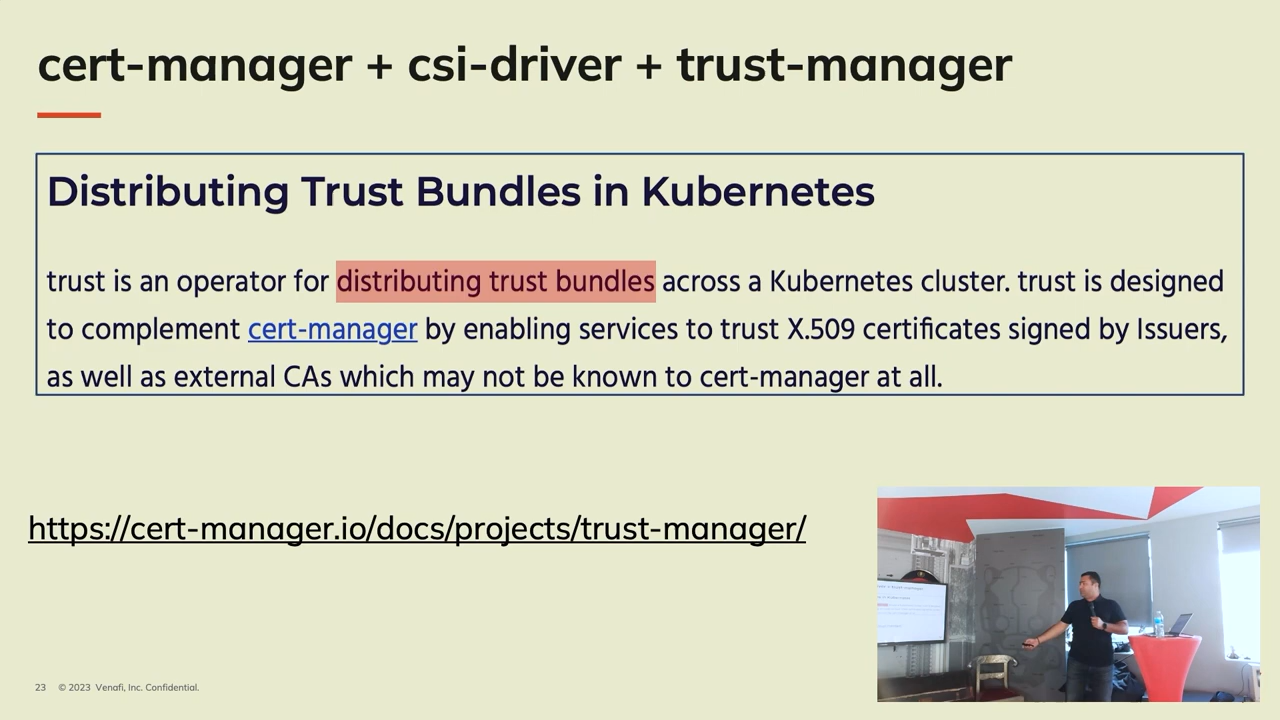 cert-manager + csi-driver + trust-manager
Distributing Trust Bundles in Kubernetes
trust is an operator for distributing trust bundles across a Kubernetes cluster. trust is designed
to complement cert-manager by enabling services to trust X.509 certificates signed by Issuers,
as well as external CAs which may not be known to cert-manager at all.
https://cert-manager.io/docs/projects/trust-manager/
23 © 2023 Venafi, Inc. Confidential.